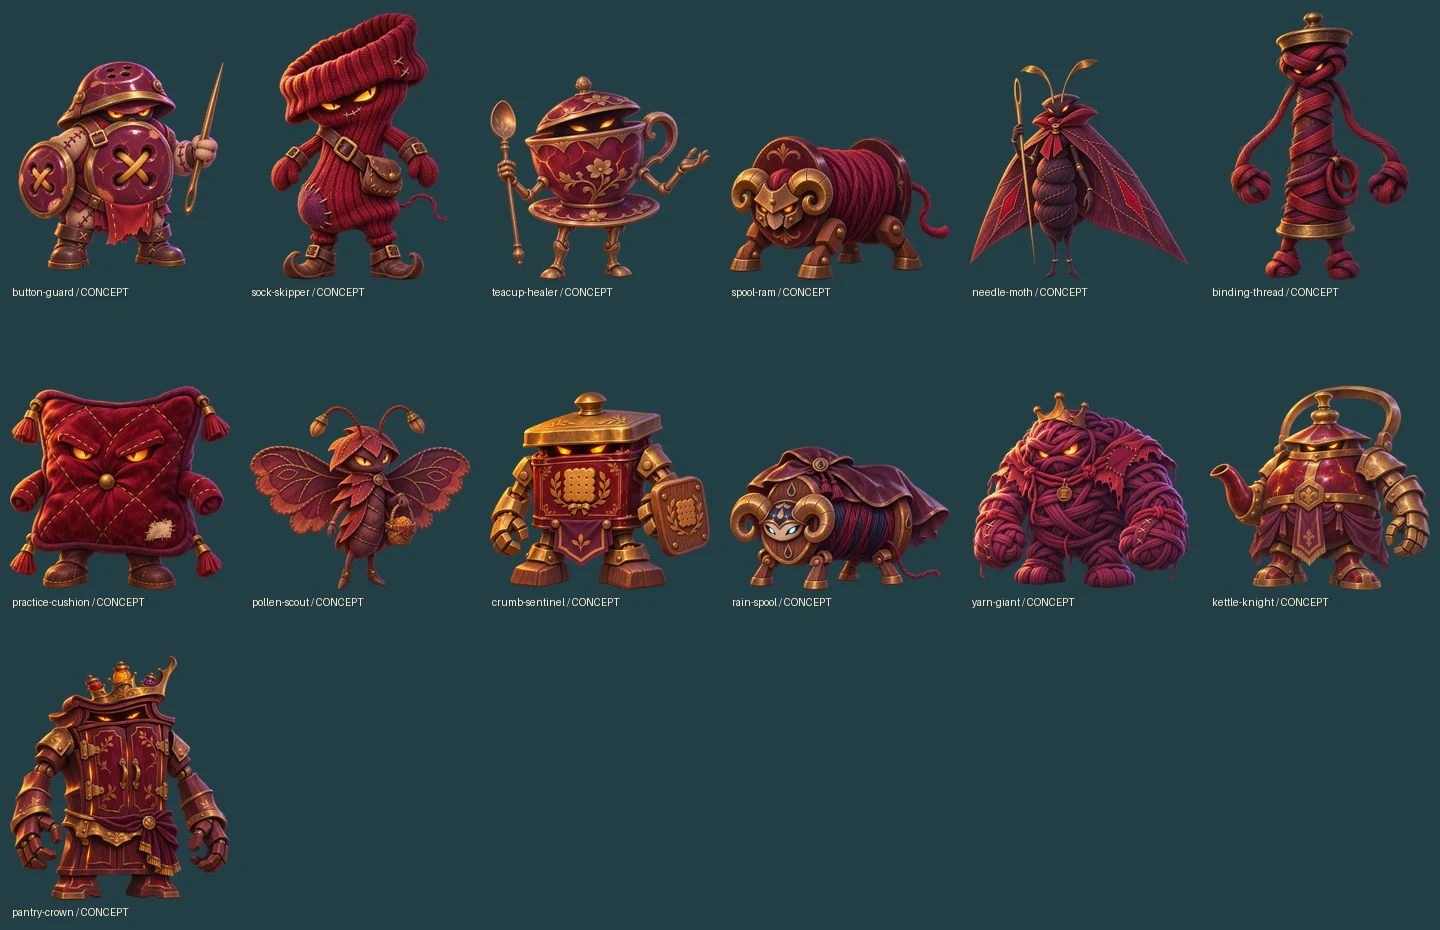 button-guard / CONCEPT
sock-skipper / CONCEPT
teacup-healer / CONCEPT
spool-ram / CONCEPT
needle-moth / CONCEPT
binding-thread / CONCEPT
practice-cushion / CONCEPT
pollen-scout / CONCEPT
crumb-sentinel / CONCEPT
rain-spool / CONCEPT
yarn-giant / CONCEPT
kettle-knight / CONCEPT
pantry-crown / CONCEPT